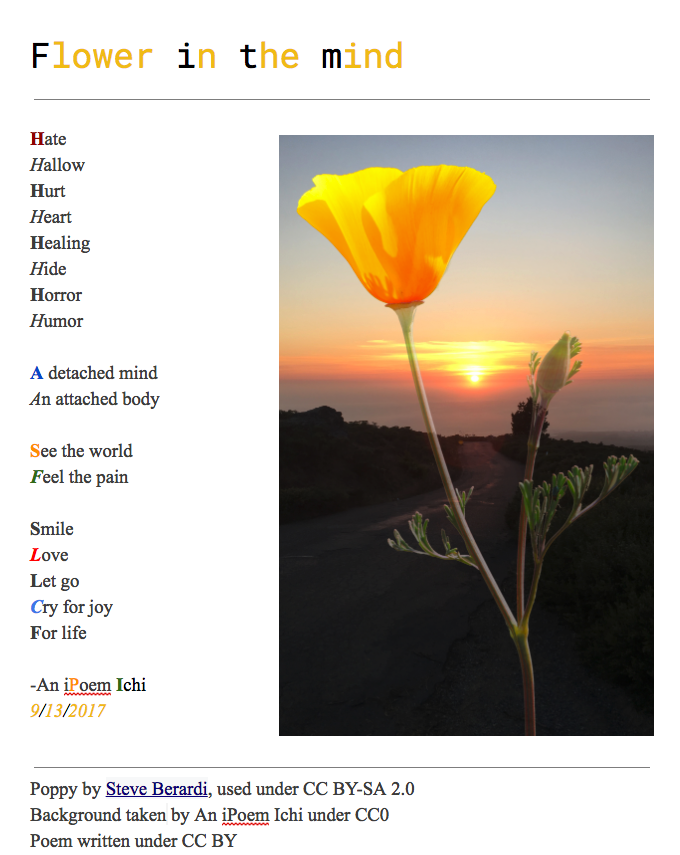 Flower in the mind
Hate
Hallow
Hurt
Heart
Healing
Hide
Horror
Humor
A detached mind
An attached body
See the world
Feel the pain
Smile
Love
Let go
Cry for joy
For life
-An iPoem Ichi
9/13/2017
Poppy by Steve Berardi, used under CC BY-SA 2.0
Background taken by An iPoem Ichi under CC0
Poem written under CC BY